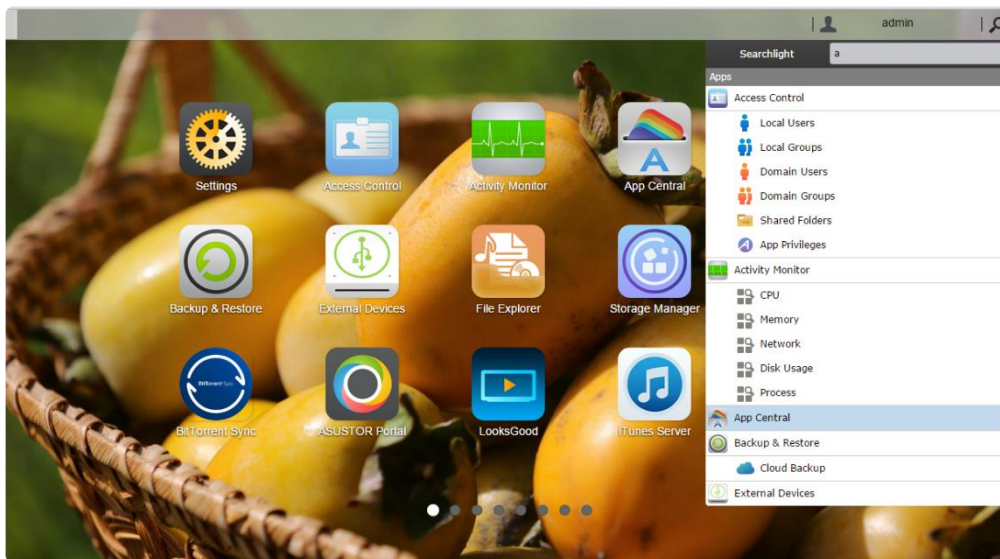 admin
Searchlight
a
Apps
Access Control
Local Users
Local Groups
Domain Users
Domain Groups
Shared Folders
App Privileges
Activity Monitor
CPU
Memory
Network
Disk Usage
Process
App Central
Backup & Restore
Cloud Backup
External Devices
Settings
Access Control
Activity Monitor
App Central
Backup & Restore
External Devices
File Explorer
Storage Manager
BitTorrent Sync
BitTorrent Sync
ASUSTOR Portal
LooksGood
iTunes Server